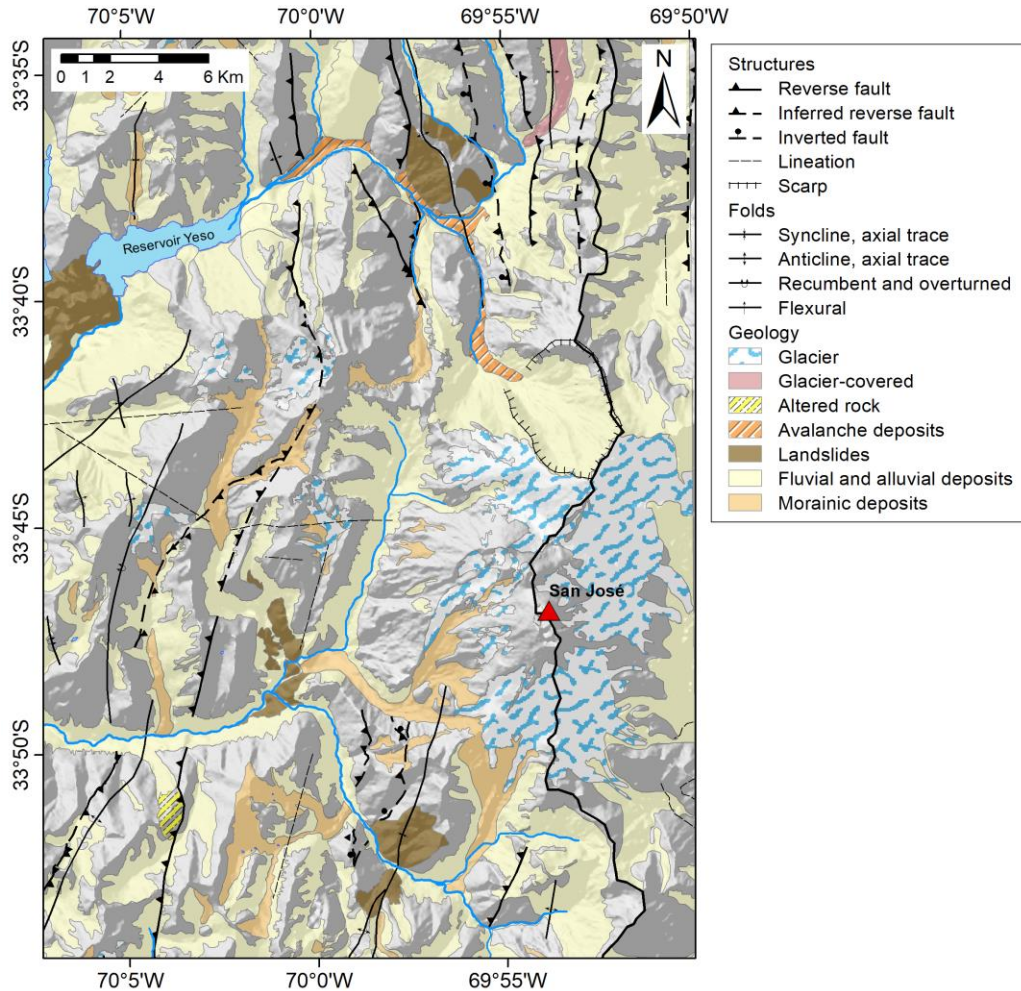 70°5'W 70°0'W 69°55'W 69°50'W
33°35'S
33°40'S
33°45'S
33°50'S
0 1 2 4 6 Km
N
Reservoir Yeso
San José
70°5'W 70°0'W 69°55'W
Structures
Reverse fault
Inferred reverse fault
Inverted fault
Lineation
Scarp
Folds
Syncline, axial trace
Anticline, axial trace
Recumbent and overturned
Flexural
Geology
Glacier
Glacier-covered
Altered rock
Avalanche deposits
Landslides
Fluvial and alluvial deposits
Morainic deposits